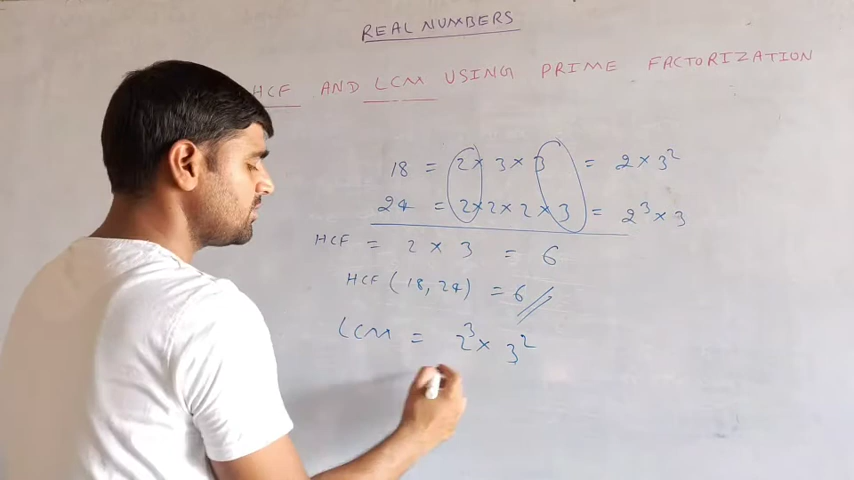 REAL NUMBERS
HCF AND LCM USING PRIME FACTORIZATION
18 = 2 × 3 × 3 = 2 × 3²
24 = 2 × 2 × 2 × 3 = 2³ × 3
HCF = 2 × 3 = 6
HCF (18, 24) = 6
LCM = 2³ × 3²